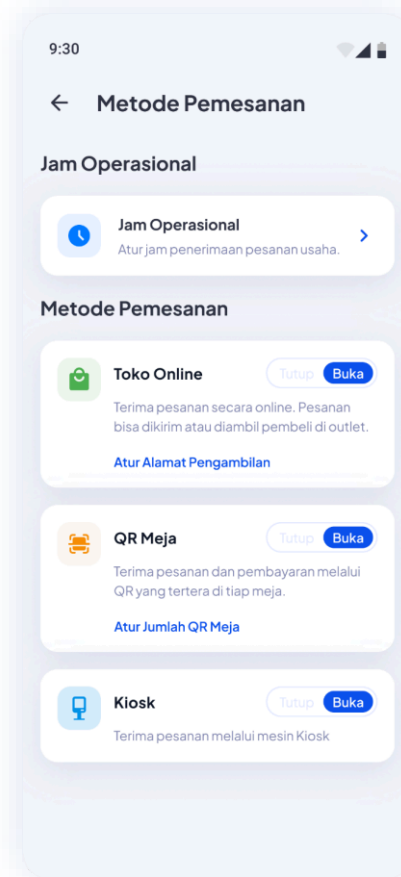 9:30
Metode Pemesanan
Jam Operasional
Jam Operasional
Atur jam penerimaan pesanan usaha.
Metode Pemesanan
Toko Online Tutup Buka
Terima pesanan secara online. Pesanan
bisa dikirim atau diambil pembeli di outlet.
Atur Alamat Pengambilan
QR Meja Tutup Buka
Terima pesanan dan pembayaran melalui
QR yang tertera di tiap meja.
Atur Jumlah QR Meja
Kiosk Tutup Buka
Terima pesanan melalui mesin Kiosk